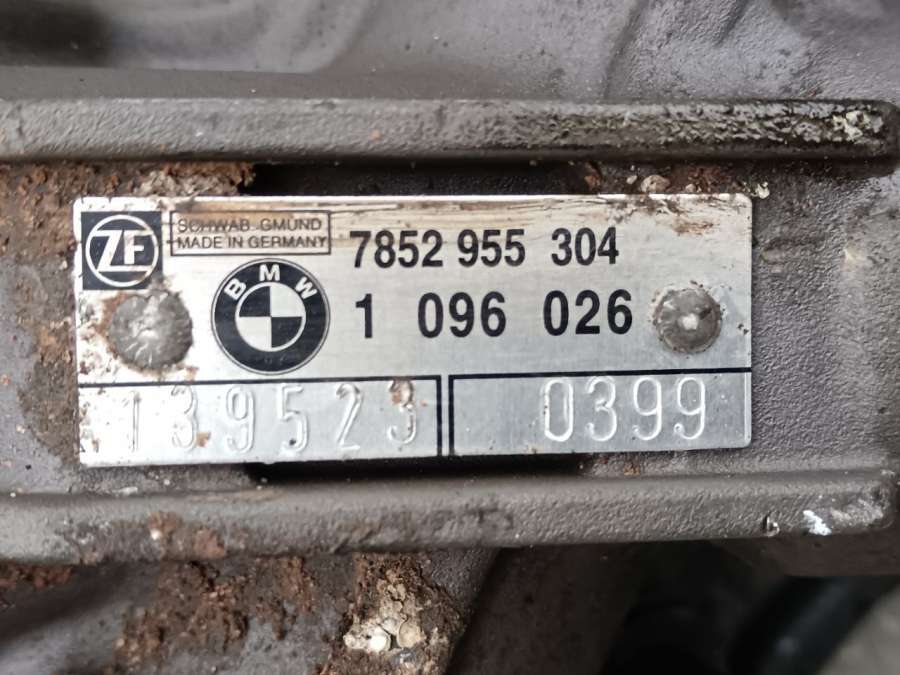 ZF
SCHWAB. GMÜND
MADE IN GERMANY
7852 955 304
BMW
1 096 026
139523
0399